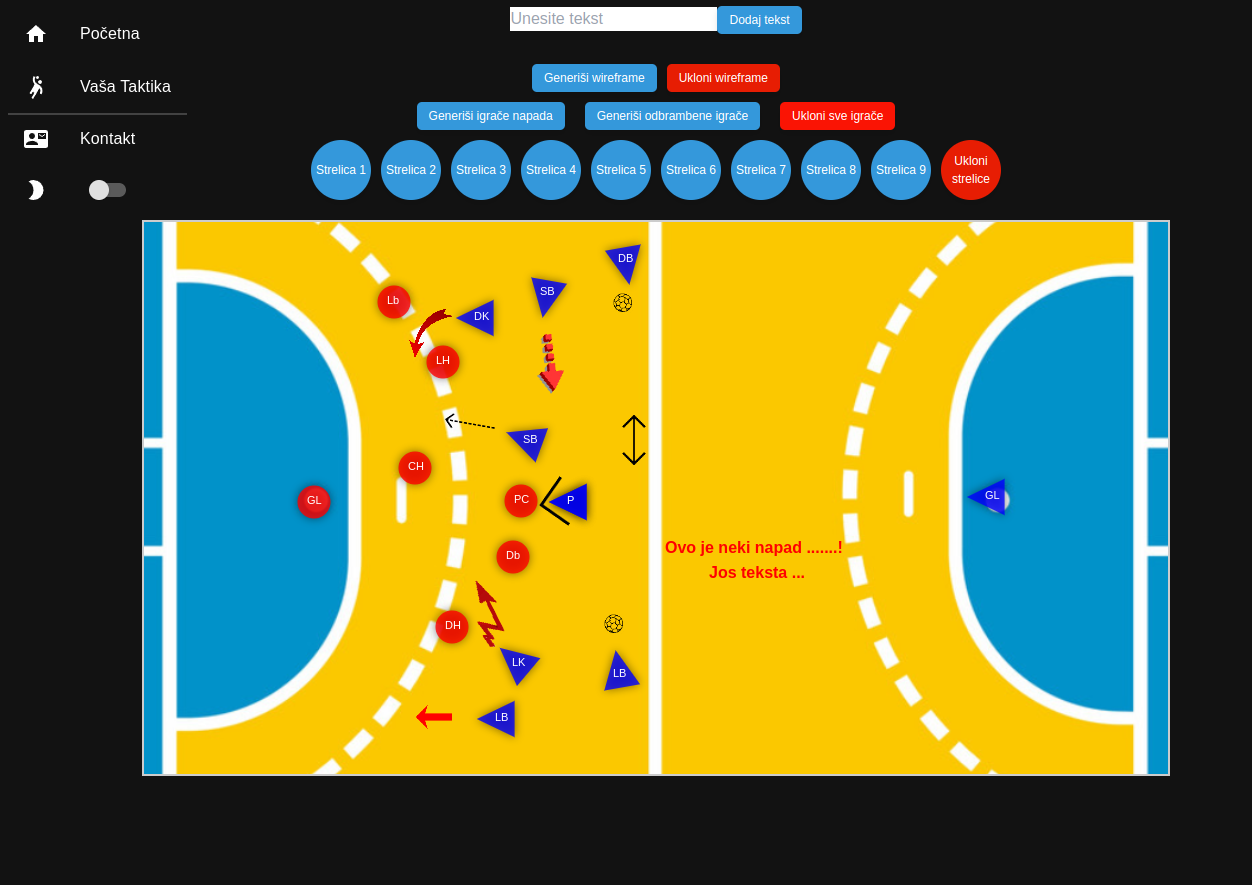 Početna
Vaša Taktika
Kontakt
Unesite tekst
Dodaj tekst
Generiši wireframe
Ukloni wireframe
Generiši igrače napada
Generiši odbrambene igrače
Ukloni sve igrače
Strelica 1
Strelica 2
Strelica 3
Strelica 4
Strelica 5
Strelica 6
Strelica 7
Strelica 8
Strelica 9
Ukloni
strelice
DB
SB
Lb
DK
LH
SB
CH
GL
PC
P
GL
Ovo je neki napad .......!
Db
Jos teksta ...
DH
LK
LB
LB